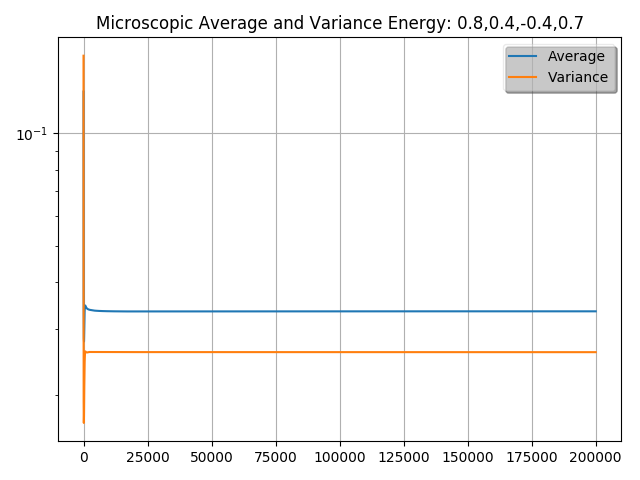 Microscopic Average and Variance Energy: 0.8,0.4,-0.4,0.7
Average
Variance
10⁻¹
0 25000 50000 75000 100000 125000 150000 175000 200000